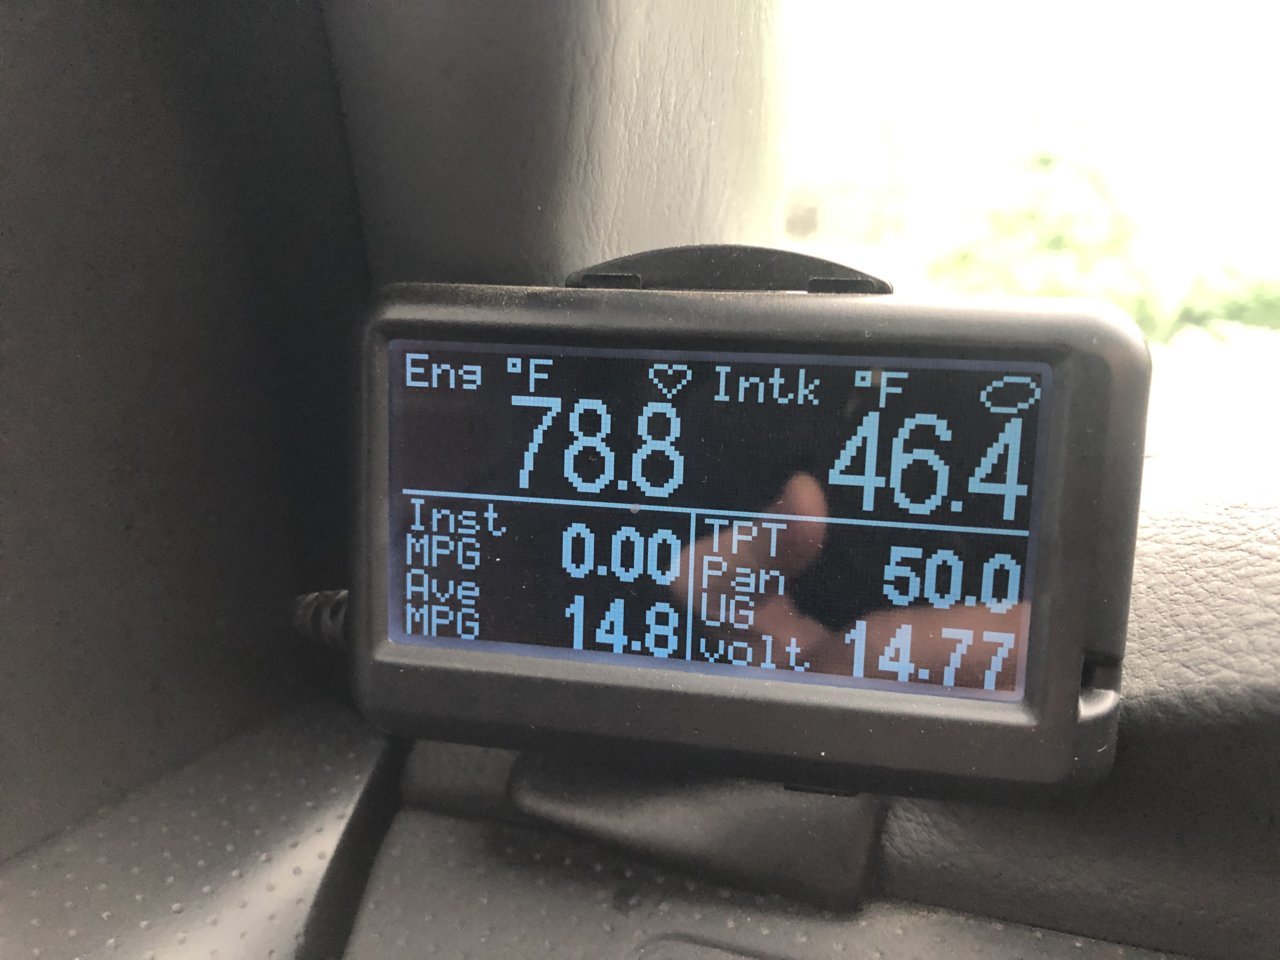 Eng °F
78.8
Intk °F
46.4
Inst
MPG 0.00
Ave
MPG 14.8
TPT
Pan 50.0
UG
volt 14.77